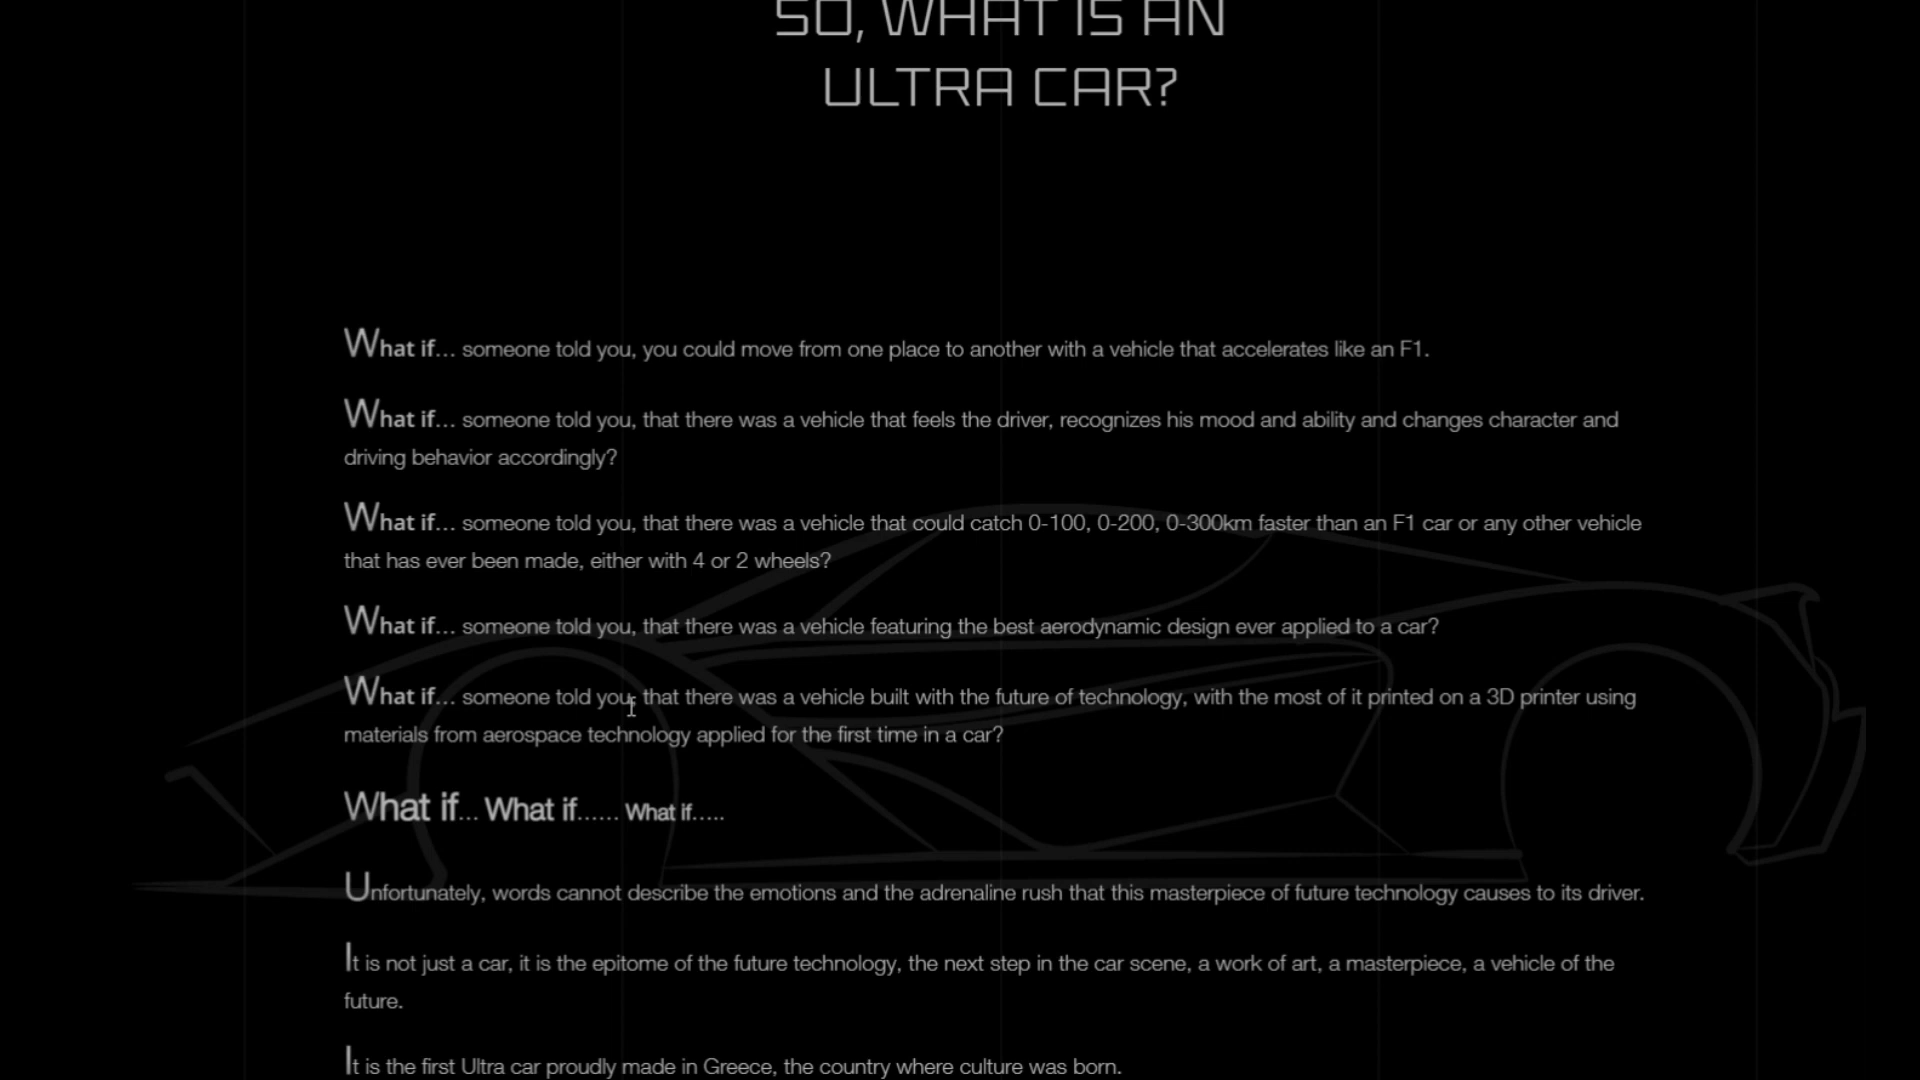 SO, WHAT IS AN
ULTRA CAR?
What if... someone told you, you could move from one place to another with a vehicle that accelerates like an F1.
What if... someone told you, that there was a vehicle that feels the driver, recognizes his mood and ability and changes character and
driving behavior accordingly?
What if... someone told you, that there was a vehicle that could catch 0-100, 0-200, 0-300km faster than an F1 car or any other vehicle
that has ever been made, either with 4 or 2 wheels?
What if... someone told you, that there was a vehicle featuring the best aerodynamic design ever applied to a car?
What if... someone told you, that there was a vehicle built with the future of technology, with the most of it printed on a 3D printer using
materials from aerospace technology applied for the first time in a car?
What if... What if...... What if.....
Unfortunately, words cannot describe the emotions and the adrenaline rush that this masterpiece of future technology causes to its driver.
It is not just a car, it is the epitome of the future technology, the next step in the car scene, a work of art, a masterpiece, a vehicle of the
future.
It is the first Ultra car proudly made in Greece, the country where culture was born.